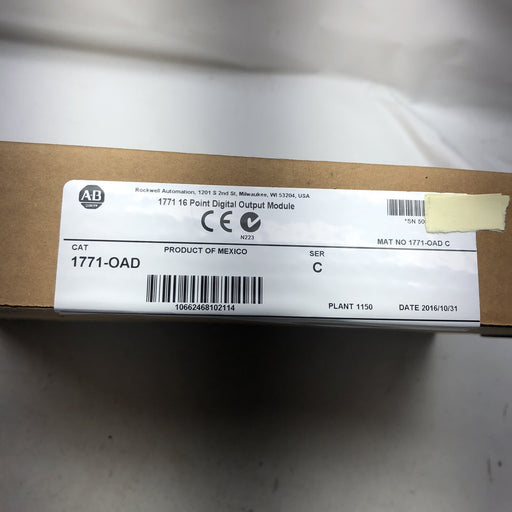 AB
Rockwell Automation, 1201 S 2nd St, Milwaukee, WI 53204, USA
1771 16 Point Digital Output Module
N223
*SN 50
MAT NO 1771-OAD C
CAT
PRODUCT OF MEXICO
SER
1771-OAD
C
10662468102114
PLANT 1150
DATE 2016/10/31